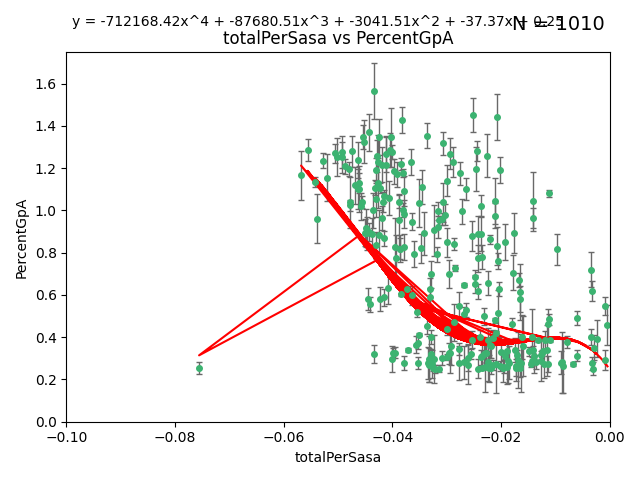 y = -712168.42x^4 + -87680.51x^3 + -3041.51x^2 + -37.37x + 0.25
N = 1010
totalPerSasa vs PercentGpA
PercentGpA
1.6
1.4
1.2
1.0
0.8
0.6
0.4
0.2
0.0
−0.10 −0.08 −0.06 −0.04 −0.02 0.00
totalPerSasa